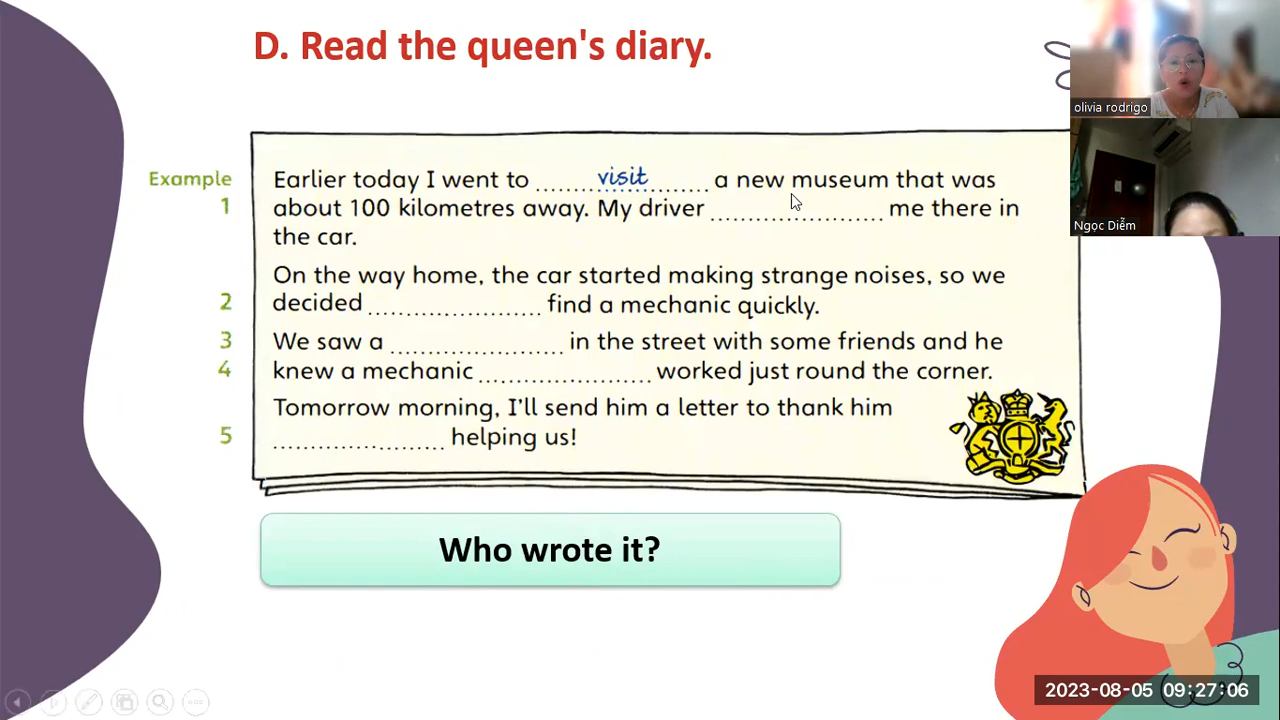 D. Read the queen's diary.
olivia rodrigo
Example
Earlier today I went to ......... visit ......... a new museum that was
1
about 100 kilometres away. My driver ........................ me there in
the car.
Ngọc Diễm
On the way home, the car started making strange noises, so we
2
decided ........................ find a mechanic quickly.
3
We saw a ........................ in the street with some friends and he
4
knew a mechanic ........................ worked just round the corner.
Tomorrow morning, I'll send him a letter to thank him
5
........................ helping us!
Who wrote it?
2023-08-05 09:27:06